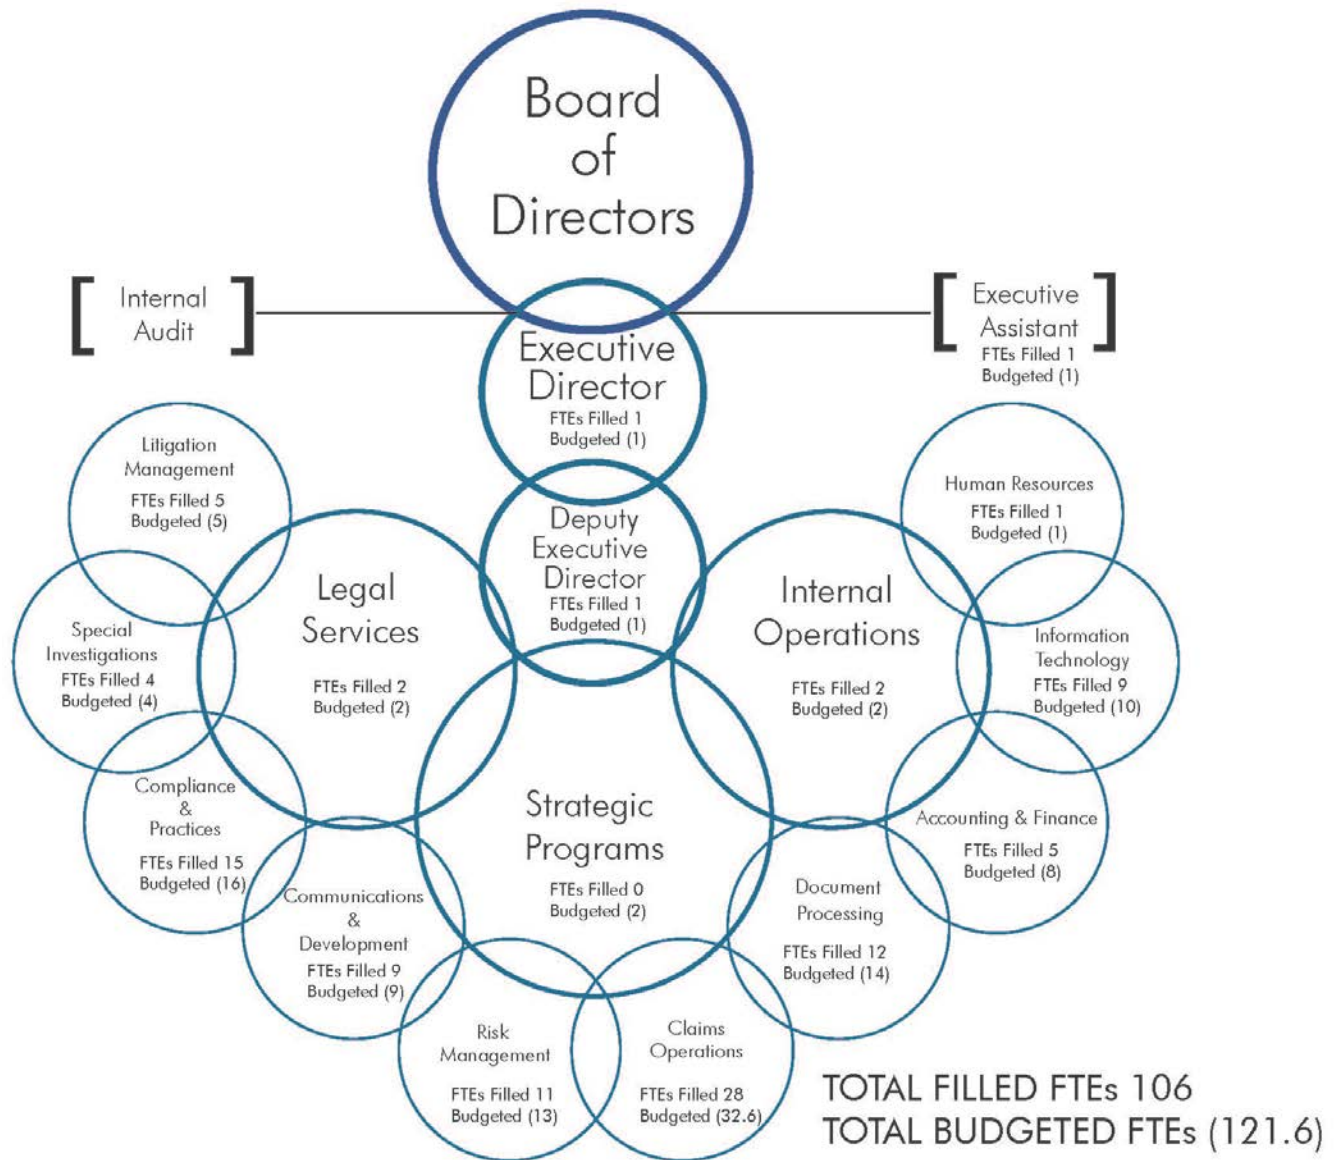 Board
of
Directors
Internal
Audit
Executive
Assistant
FTEs Filled 1
Budgeted (1)
Executive
Director
FTEs Filled 1
Budgeted (1)
Deputy
Executive
Director
FTEs Filled 1
Budgeted (1)
Litigation
Management
FTEs Filled 5
Budgeted (5)
Special
Investigations
FTEs Filled 4
Budgeted (4)
Legal
Services
FTEs Filled 2
Budgeted (2)
Compliance
&
Practices
FTEs Filled 15
Budgeted (16)
Communications
&
Development
FTEs Filled 9
Budgeted (9)
Strategic
Programs
FTEs Filled 0
Budgeted (2)
Risk
Management
FTEs Filled 11
Budgeted (13)
Claims
Operations
FTEs Filled 28
Budgeted (32.6)
Internal
Operations
FTEs Filled 2
Budgeted (2)
Human Resources
FTEs Filled 1
Budgeted (1)
Information
Technology
FTEs Filled 9
Budgeted (10)
Accounting & Finance
FTEs Filled 5
Budgeted (8)
Document
Processing
FTEs Filled 12
Budgeted (14)
TOTAL FILLED FTEs 106
TOTAL BUDGETED FTEs (121.6)